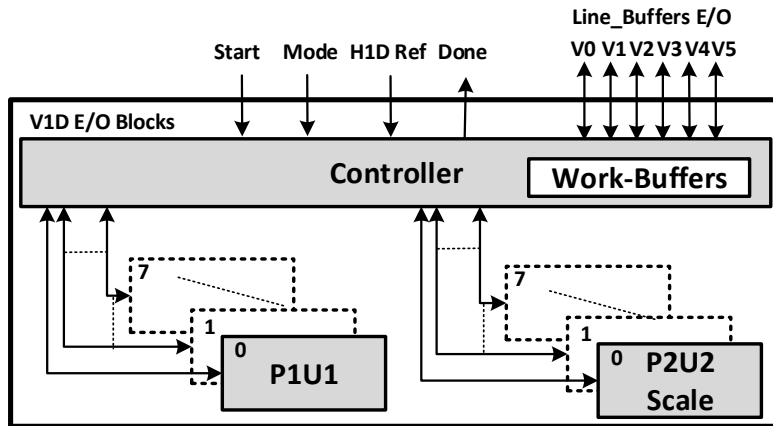 Line_Buffers E/O
Start Mode H1D Ref Done V0 V1 V2 V3 V4 V5
V1D E/O Blocks
Controller
Work-Buffers
7
1
0
P1U1
7
1
0
P2U2
Scale